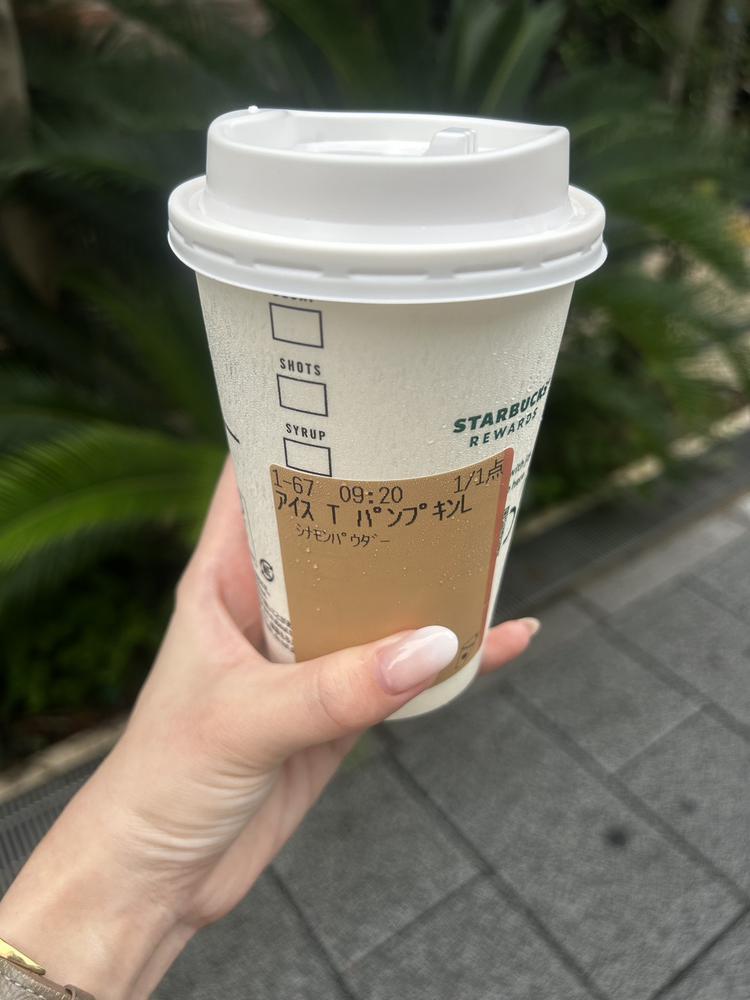 SHOTS
SYRUP
STARBUCKS
REWARDS
1-67 09:20 1/1点
アイス T パンプキンL
シナモンパウダー